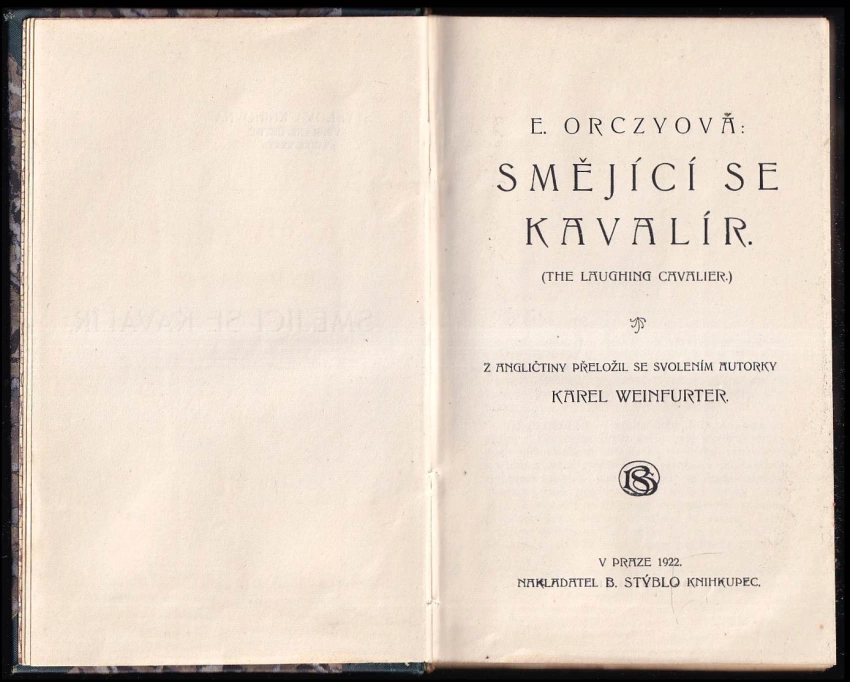 E. ORCZYOVÁ:
SMĚJÍCÍ SE
KAVALÍR.
(THE LAUGHING CAVALIER.)
Z ANGLIČTINY PŘELOŽIL SE SVOLENÍM AUTORKY
KAREL WEINFURTER.
V PRAZE 1922.
NAKLADATEL B. STÝBLO KNIHKUPEC.